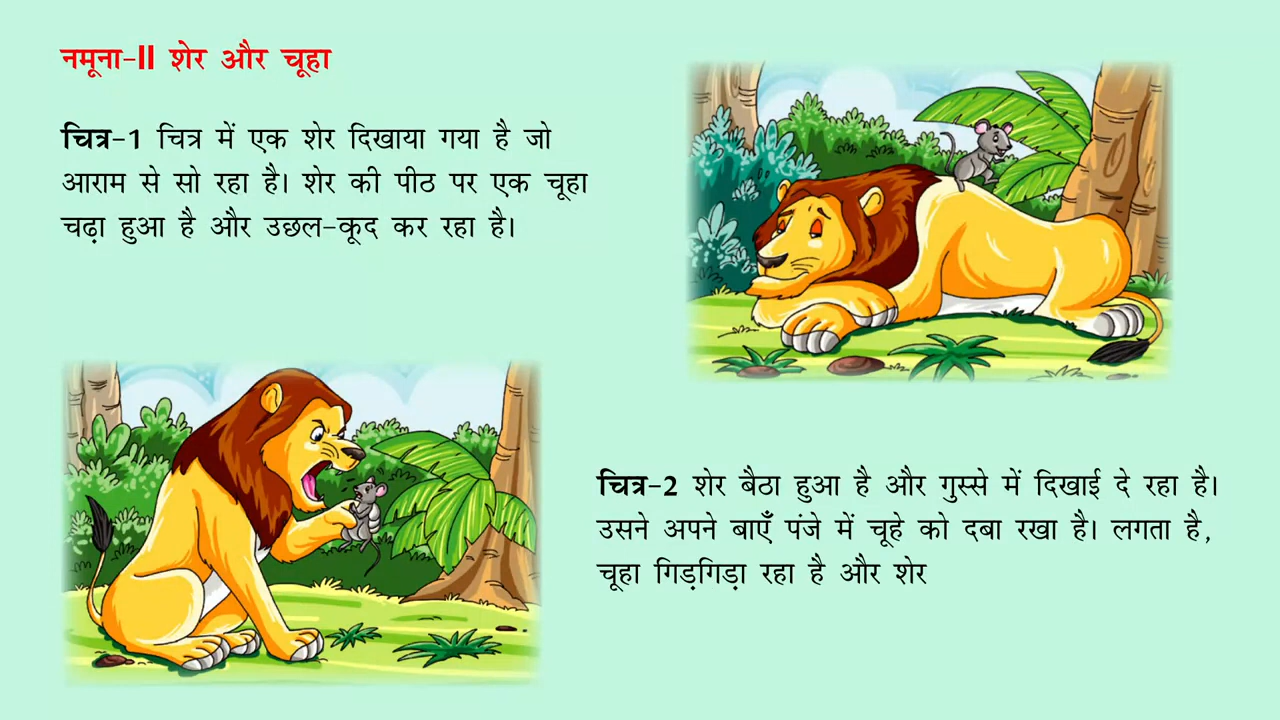 नमूना-II शेर और चूहा
चित्र-1 चित्र में एक शेर दिखाया गया है जो
आराम से सो रहा है। शेर की पीठ पर एक चूहा
चढ़ा हुआ है और उछल-कूद कर रहा है।
चित्र-2 शेर बैठा हुआ है और गुस्से में दिखाई दे रहा है।
उसने अपने बाएँ पंजे में चूहे को दबा रखा है। लगता है,
चूहा गिड़गिड़ा रहा है और शेर